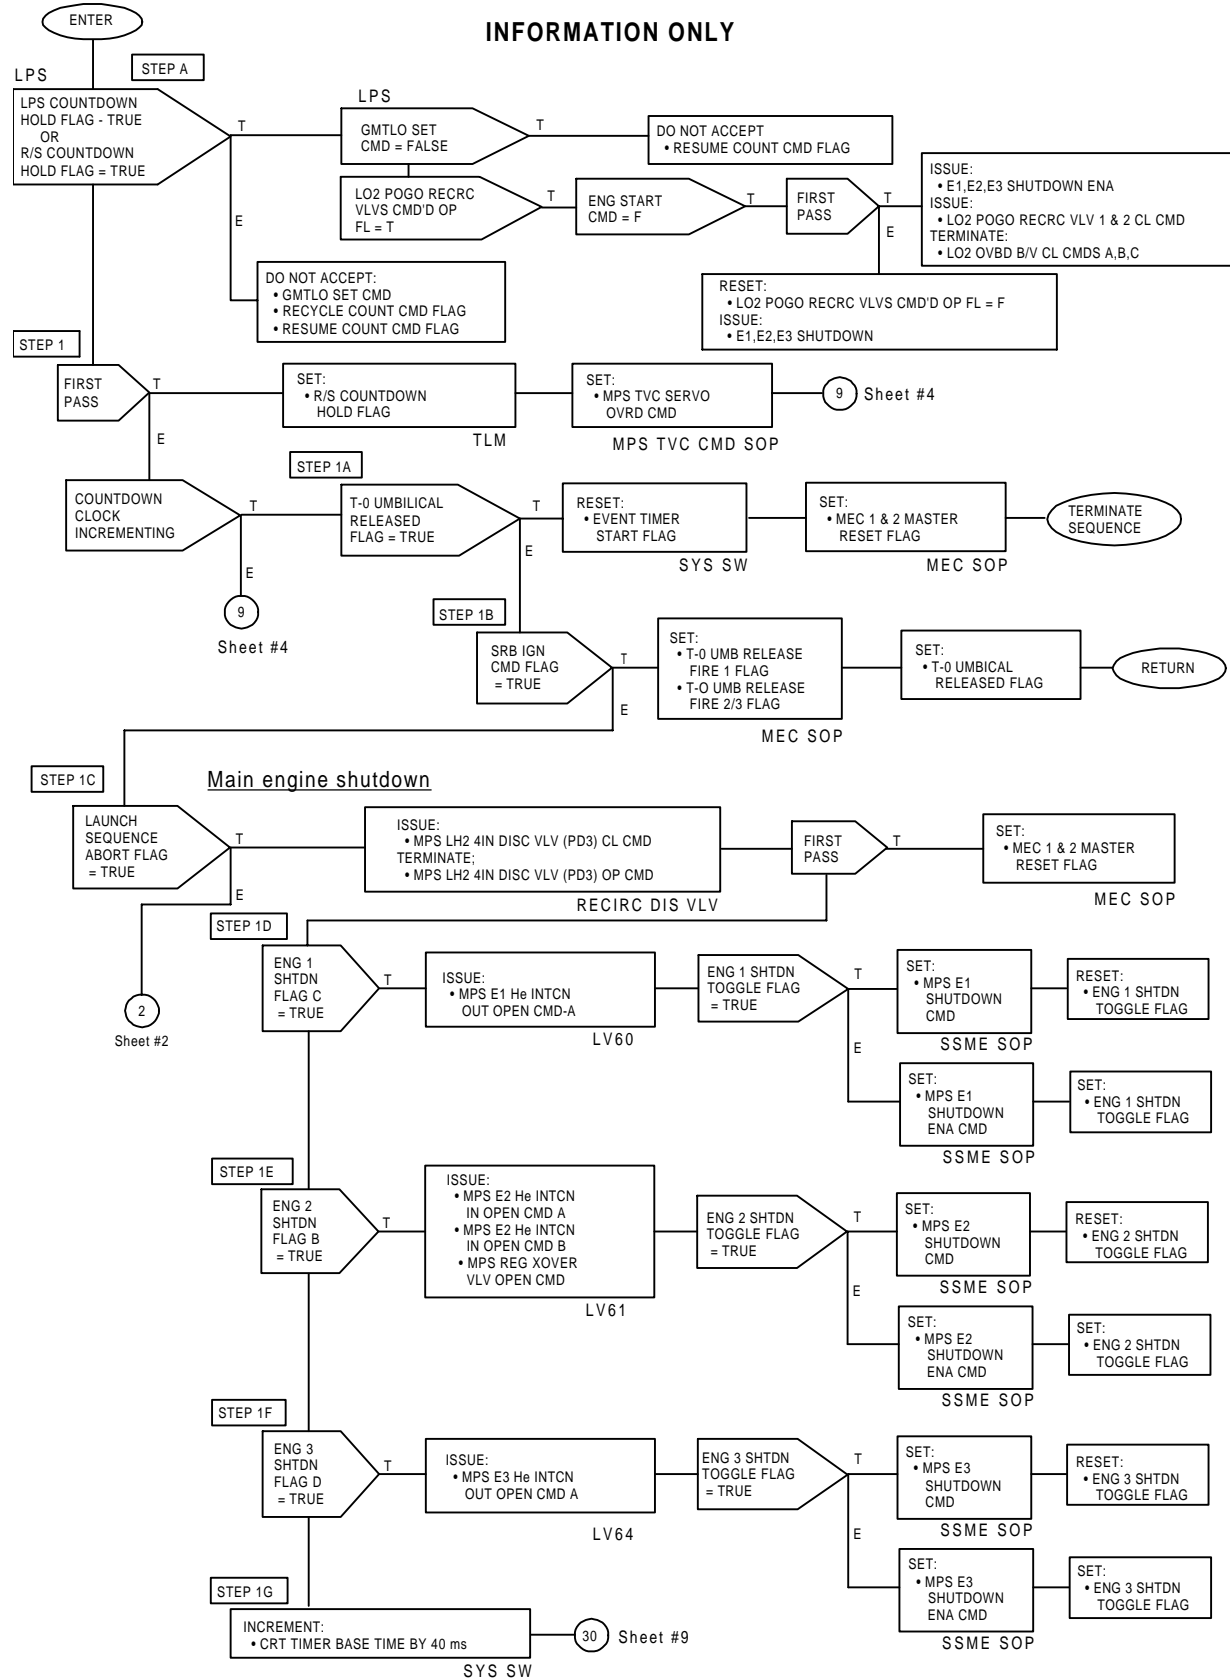 ENTER
INFORMATION ONLY
STEP A
LPS
LPS COUNTDOWN
HOLD FLAG - TRUE
OR
R/S COUNTDOWN
HOLD FLAG = TRUE
T
E
LPS
GMTLO SET
CMD = FALSE
T
DO NOT ACCEPT
• RESUME COUNT CMD FLAG
LO2 POGO RECRC
VLVS CMD'D OP
FL = T
T
ENG START
CMD = F
T
FIRST
PASS
T
E
ISSUE:
• E1,E2,E3 SHUTDOWN ENA
ISSUE:
• LO2 POGO RECRC VLV 1 & 2 CL CMD
TERMINATE:
• LO2 OVBD B/V CL CMDS A,B,C
DO NOT ACCEPT:
• GMTLO SET CMD
• RECYCLE COUNT CMD FLAG
• RESUME COUNT CMD FLAG
RESET:
• LO2 POGO RECRC VLVS CMD'D OP FL = F
ISSUE:
• E1,E2,E3 SHUTDOWN
STEP 1
FIRST
PASS
T
E
SET:
• R/S COUNTDOWN
HOLD FLAG
TLM
SET:
• MPS TVC SERVO
OVRD CMD
MPS TVC CMD SOP
9
Sheet #4
COUNTDOWN
CLOCK
INCREMENTING
T
E
9
Sheet #4
STEP 1A
T-0 UMBILICAL
RELEASED
FLAG = TRUE
T
E
RESET:
• EVENT TIMER
START FLAG
SYS SW
SET:
• MEC 1 & 2 MASTER
RESET FLAG
MEC SOP
TERMINATE
SEQUENCE
STEP 1B
SRB IGN
CMD FLAG
= TRUE
T
E
SET:
• T-0 UMB RELEASE
FIRE 1 FLAG
• T-O UMB RELEASE
FIRE 2/3 FLAG
MEC SOP
SET:
• T-0 UMBICAL
RELEASED FLAG
RETURN
STEP 1C
Main engine shutdown
LAUNCH
SEQUENCE
ABORT FLAG
= TRUE
T
E
2
Sheet #2
ISSUE:
• MPS LH2 4IN DISC VLV (PD3) CL CMD
TERMINATE;
• MPS LH2 4IN DISC VLV (PD3) OP CMD
RECIRC DIS VLV
FIRST
PASS
T
SET:
• MEC 1 & 2 MASTER
RESET FLAG
MEC SOP
STEP 1D
ENG 1
SHTDN
FLAG C
= TRUE
T
ISSUE:
• MPS E1 He INTCN
OUT OPEN CMD-A
LV60
ENG 1 SHTDN
TOGGLE FLAG
= TRUE
T
E
SET:
• MPS E1
SHUTDOWN
CMD
SSME SOP
RESET:
• ENG 1 SHTDN
TOGGLE FLAG
SET:
• MPS E1
SHUTDOWN
ENA CMD
SSME SOP
SET:
• ENG 1 SHTDN
TOGGLE FLAG
STEP 1E
ENG 2
SHTDN
FLAG B
= TRUE
T
ISSUE:
• MPS E2 He INTCN
IN OPEN CMD A
• MPS E2 He INTCN
IN OPEN CMD B
• MPS REG XOVER
VLV OPEN CMD
LV61
ENG 2 SHTDN
TOGGLE FLAG
= TRUE
T
E
SET:
• MPS E2
SHUTDOWN
CMD
SSME SOP
RESET:
• ENG 2 SHTDN
TOGGLE FLAG
SET:
• MPS E2
SHUTDOWN
ENA CMD
SSME SOP
SET:
• ENG 2 SHTDN
TOGGLE FLAG
STEP 1F
ENG 3
SHTDN
FLAG D
= TRUE
T
ISSUE:
• MPS E3 He INTCN
OUT OPEN CMD A
LV64
ENG 3 SHTDN
TOGGLE FLAG
= TRUE
T
E
SET:
• MPS E3
SHUTDOWN
CMD
SSME SOP
RESET:
• ENG 3 SHTDN
TOGGLE FLAG
SET:
• MPS E3
SHUTDOWN
ENA CMD
SSME SOP
SET:
• ENG 3 SHTDN
TOGGLE FLAG
STEP 1G
INCREMENT:
• CRT TIMER BASE TIME BY 40 ms
SYS SW
30
Sheet #9